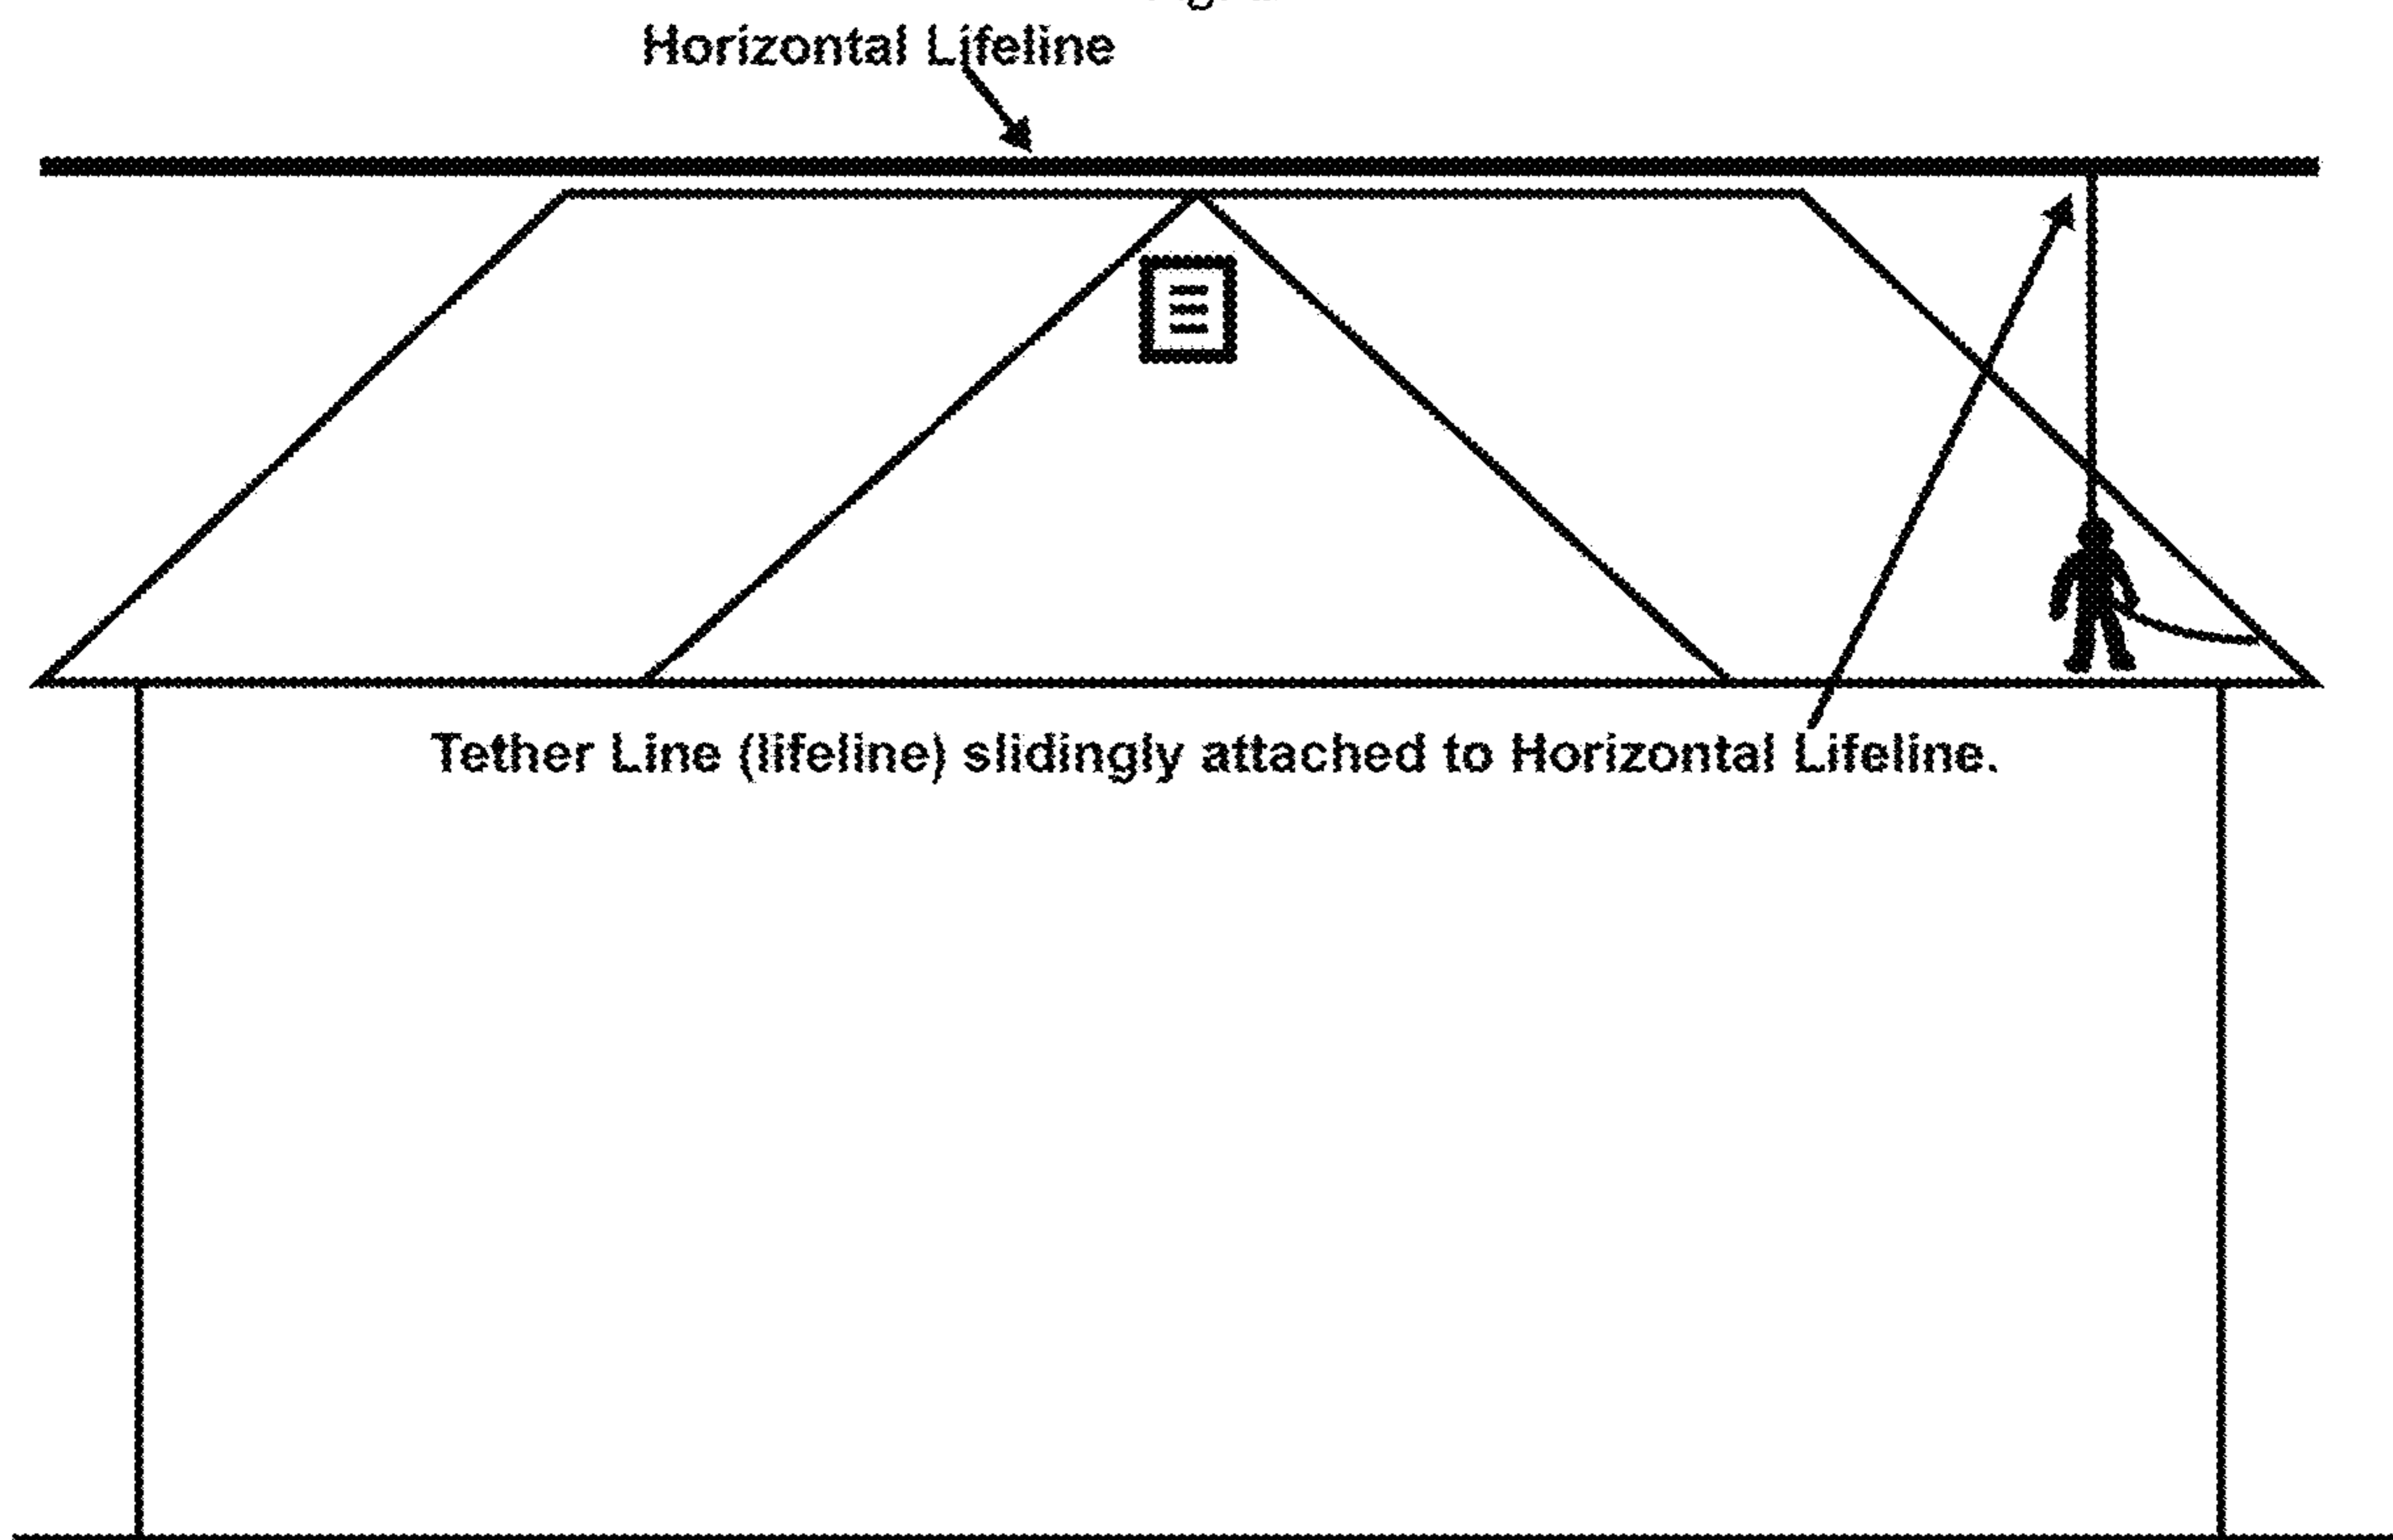 Horizontal Lifeline
Tether Line (lifeline) slidingly attached to Horizontal Lifeline.